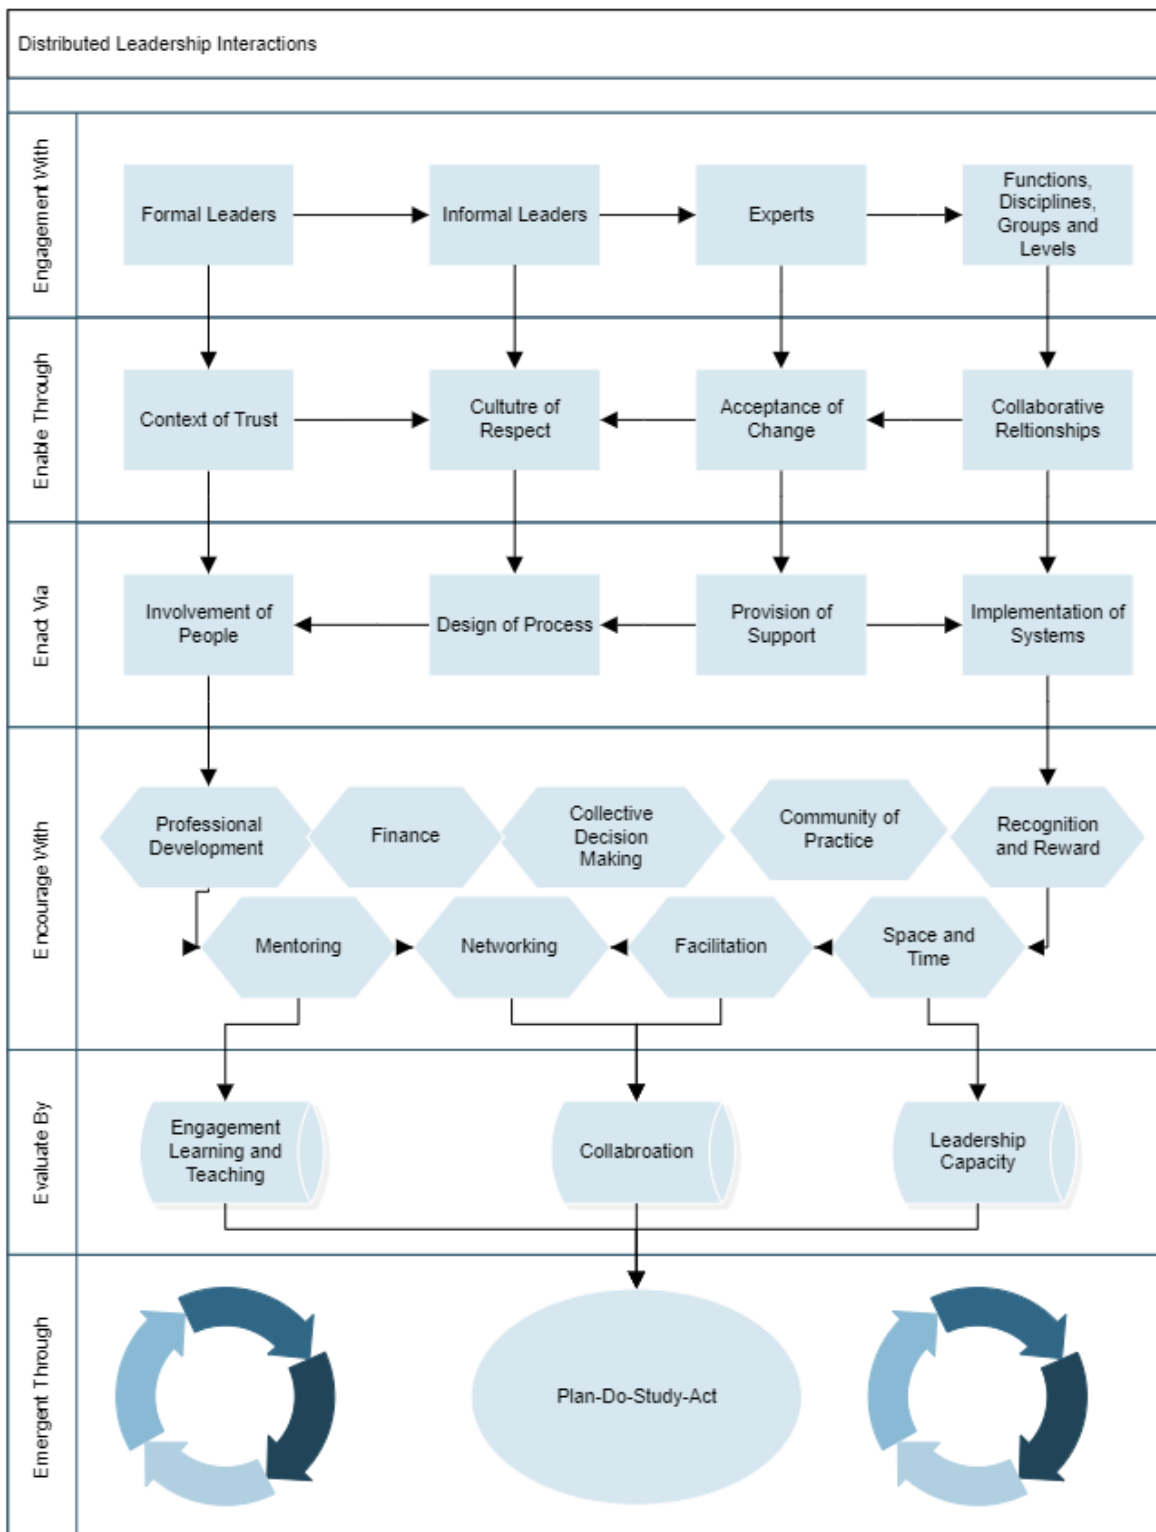 Distributed Leadership Interactions
Engagement With
Formal Leaders
Informal Leaders
Experts
Functions,
Disciplines,
Groups and
Levels
Enable Through
Context of Trust
Cultutre of
Respect
Acceptance of
Change
Collaborative
Reltionships
Enact Via
Involvement of
People
Design of Process
Provision of
Support
Implementation of
Systems
Encourage With
Professional
Development
Finance
Collective
Decision
Making
Community of
Practice
Recognition
and Reward
Mentoring
Networking
Facilitation
Space and
Time
Evaluate By
Engagement
Learning and
Teaching
Collabroation
Leadership
Capacity
Emergent Through
Plan-Do-Study-Act